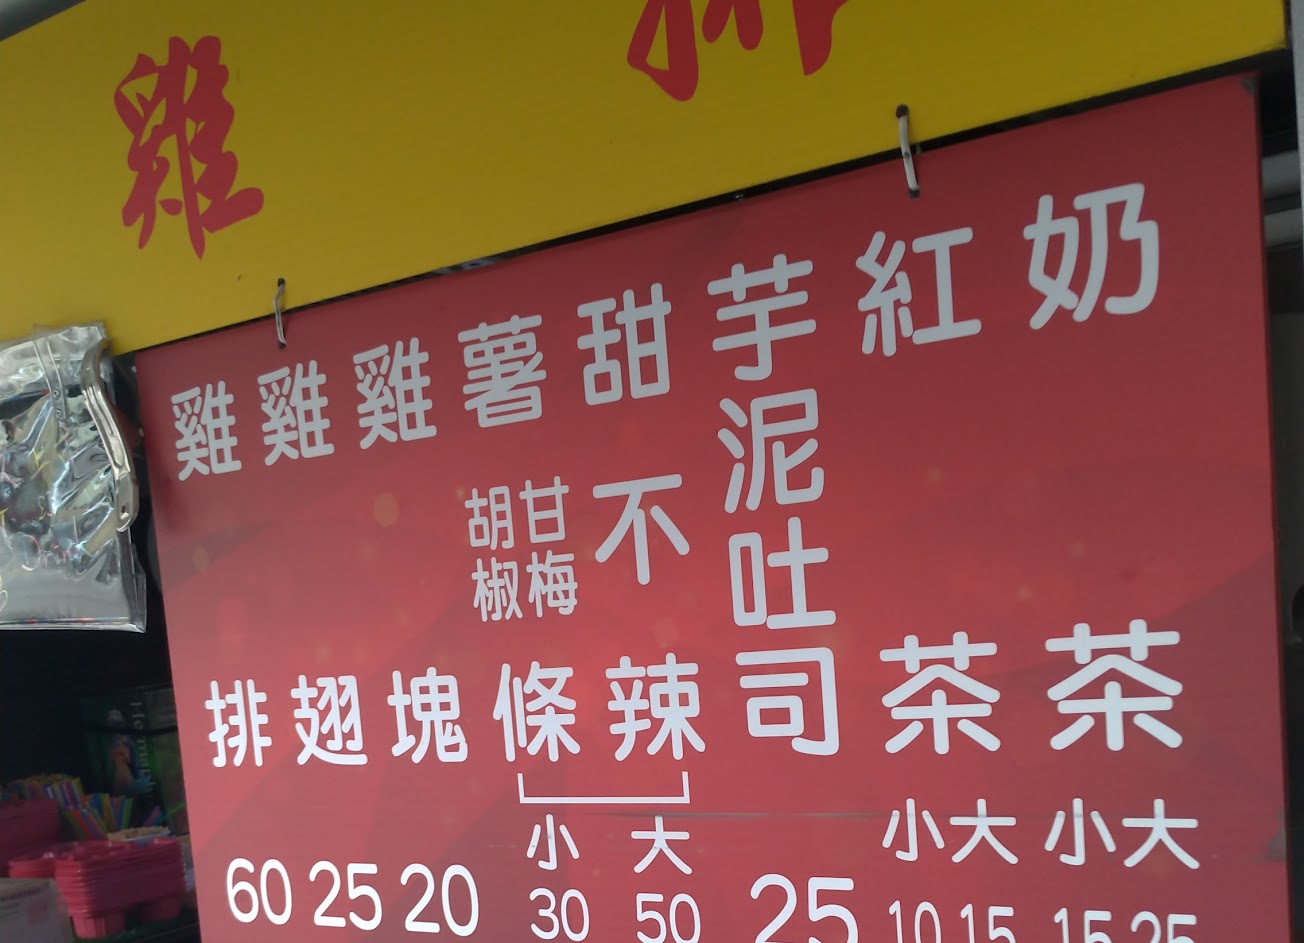 雞排
奶茶
小 大
15 25
紅茶
小 大
10 15
芋泥吐司
25
甜不辣
薯條
甘梅
胡椒
小 大
30 50
雞塊
20
雞翅
25
雞排
60